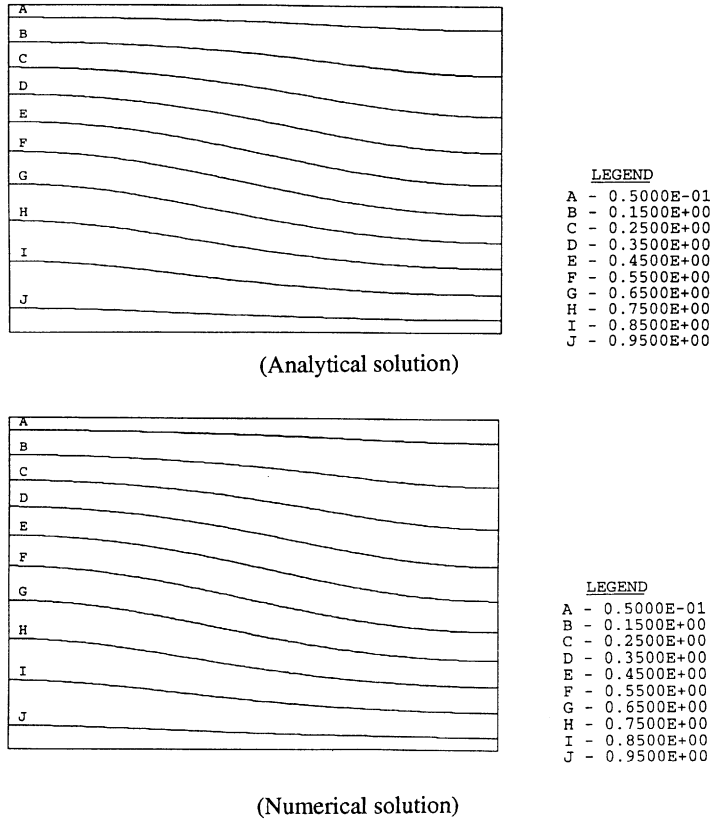 A
B
C
D
E
F
G
H
I
J
LEGEND
A - 0.5000E-01
B - 0.1500E+00
C - 0.2500E+00
D - 0.3500E+00
E - 0.4500E+00
F - 0.5500E+00
G - 0.6500E+00
H - 0.7500E+00
I - 0.8500E+00
J - 0.9500E+00
(Analytical solution)
A
B
C
D
E
F
G
H
I
J
LEGEND
A - 0.5000E-01
B - 0.1500E+00
C - 0.2500E+00
D - 0.3500E+00
E - 0.4500E+00
F - 0.5500E+00
G - 0.6500E+00
H - 0.7500E+00
I - 0.8500E+00
J - 0.9500E+00
(Numerical solution)